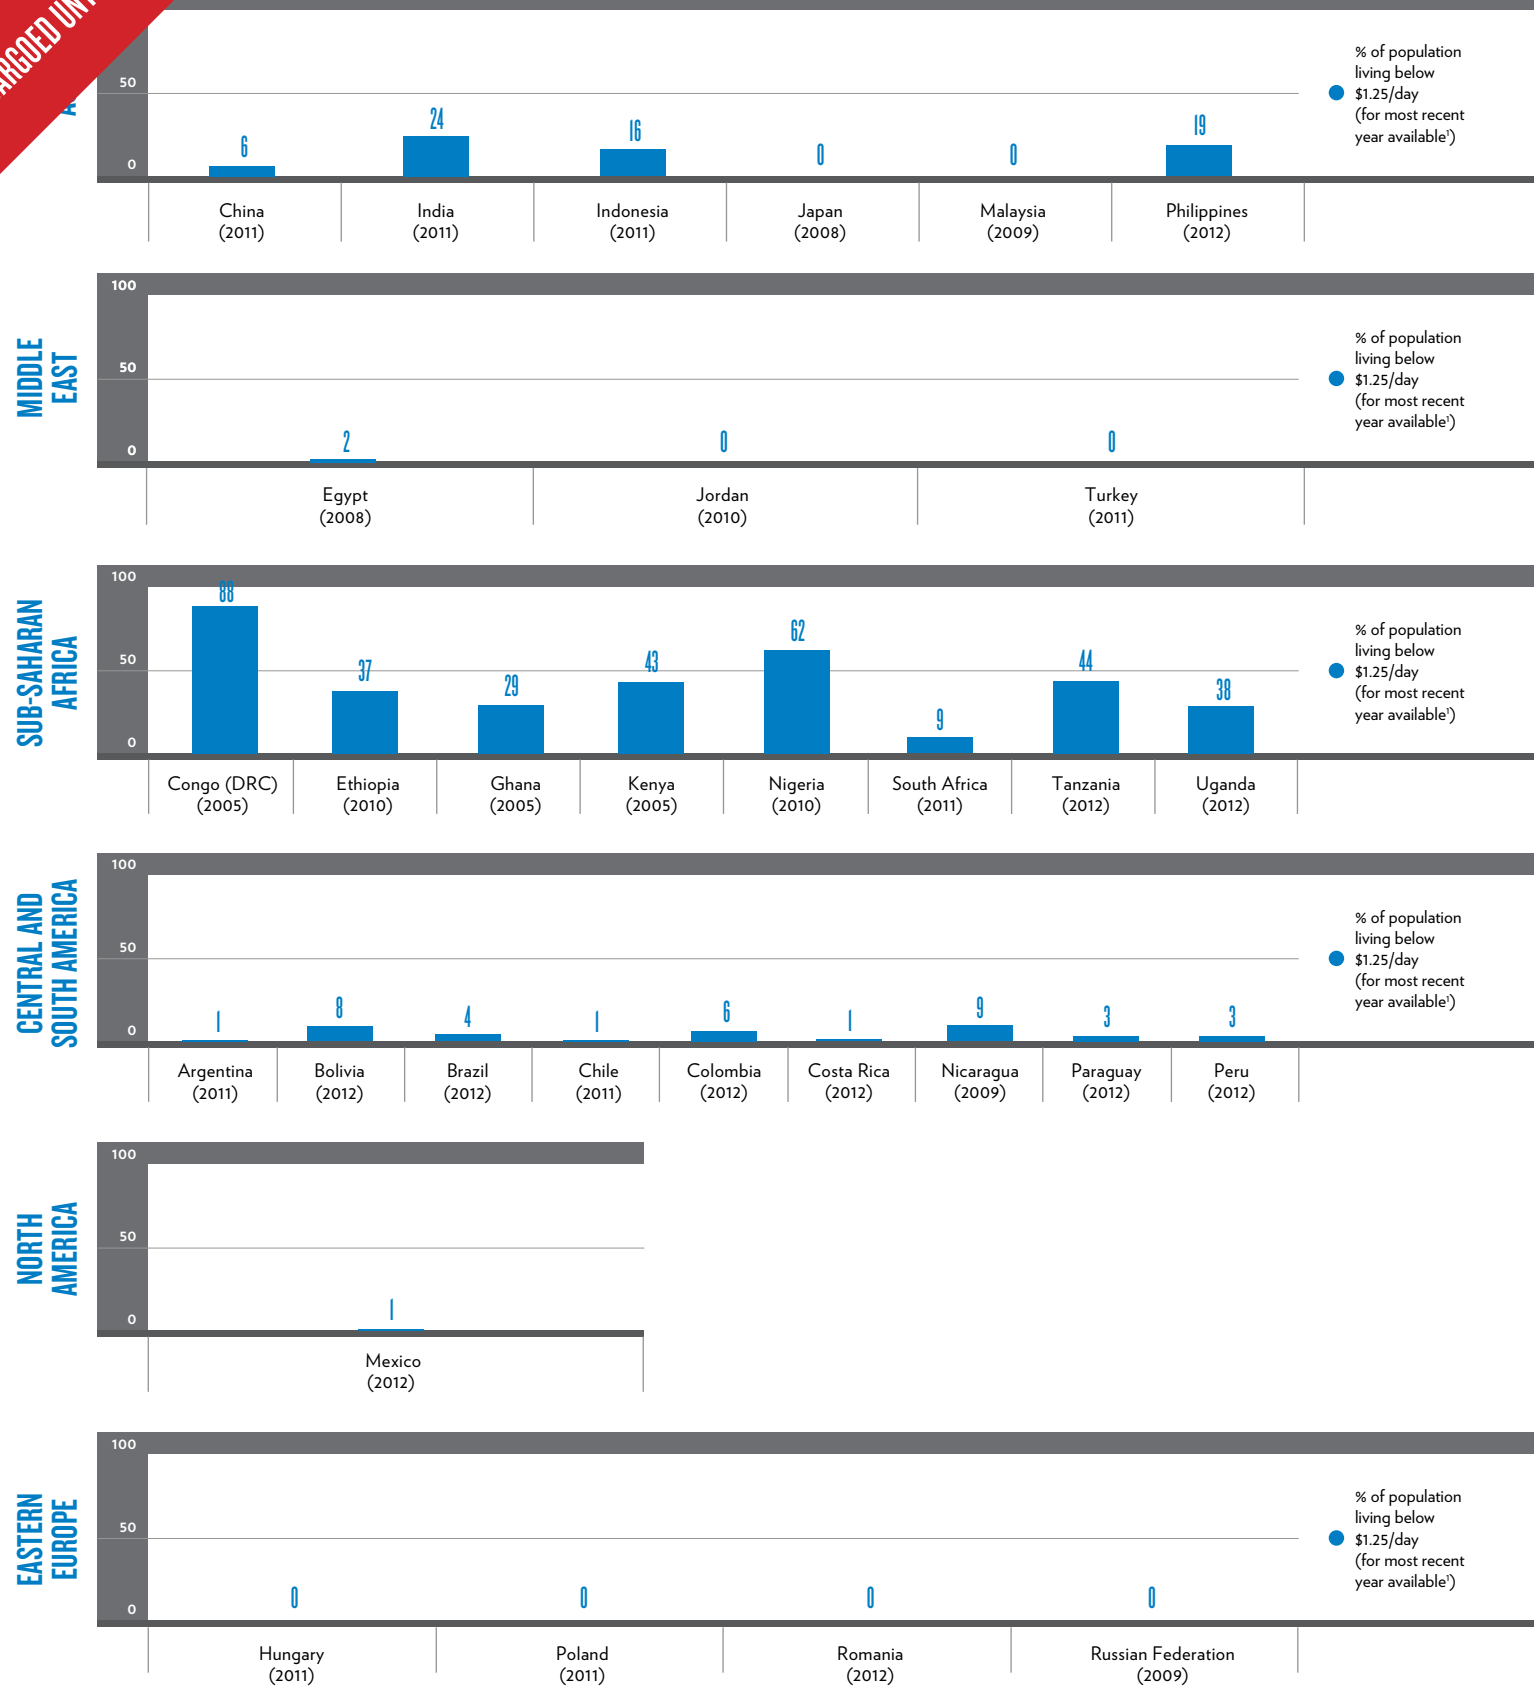 50
0
6
24
16
0
0
19
% of population
living below
$1.25/day
(for most recent
year available¹)
China
(2011)
India
(2011)
Indonesia
(2011)
Japan
(2008)
Malaysia
(2009)
Philippines
(2012)
MIDDLE
EAST
100
50
0
2
0
0
% of population
living below
$1.25/day
(for most recent
year available¹)
Egypt
(2008)
Jordan
(2010)
Turkey
(2011)
SUB-SAHARAN
AFRICA
100
50
0
88
37
29
43
62
9
44
38
% of population
living below
$1.25/day
(for most recent
year available¹)
Congo (DRC)
(2005)
Ethiopia
(2010)
Ghana
(2005)
Kenya
(2005)
Nigeria
(2010)
South Africa
(2011)
Tanzania
(2012)
Uganda
(2012)
CENTRAL AND
SOUTH AMERICA
100
50
0
1
8
4
1
6
1
9
3
3
% of population
living below
$1.25/day
(for most recent
year available¹)
Argentina
(2011)
Bolivia
(2012)
Brazil
(2012)
Chile
(2011)
Colombia
(2012)
Costa Rica
(2012)
Nicaragua
(2009)
Paraguay
(2012)
Peru
(2012)
NORTH
AMERICA
100
50
0
1
Mexico
(2012)
EASTERN
EUROPE
100
50
0
0
0
0
0
% of population
living below
$1.25/day
(for most recent
year available¹)
Hungary
(2011)
Poland
(2011)
Romania
(2012)
Russian Federation
(2009)